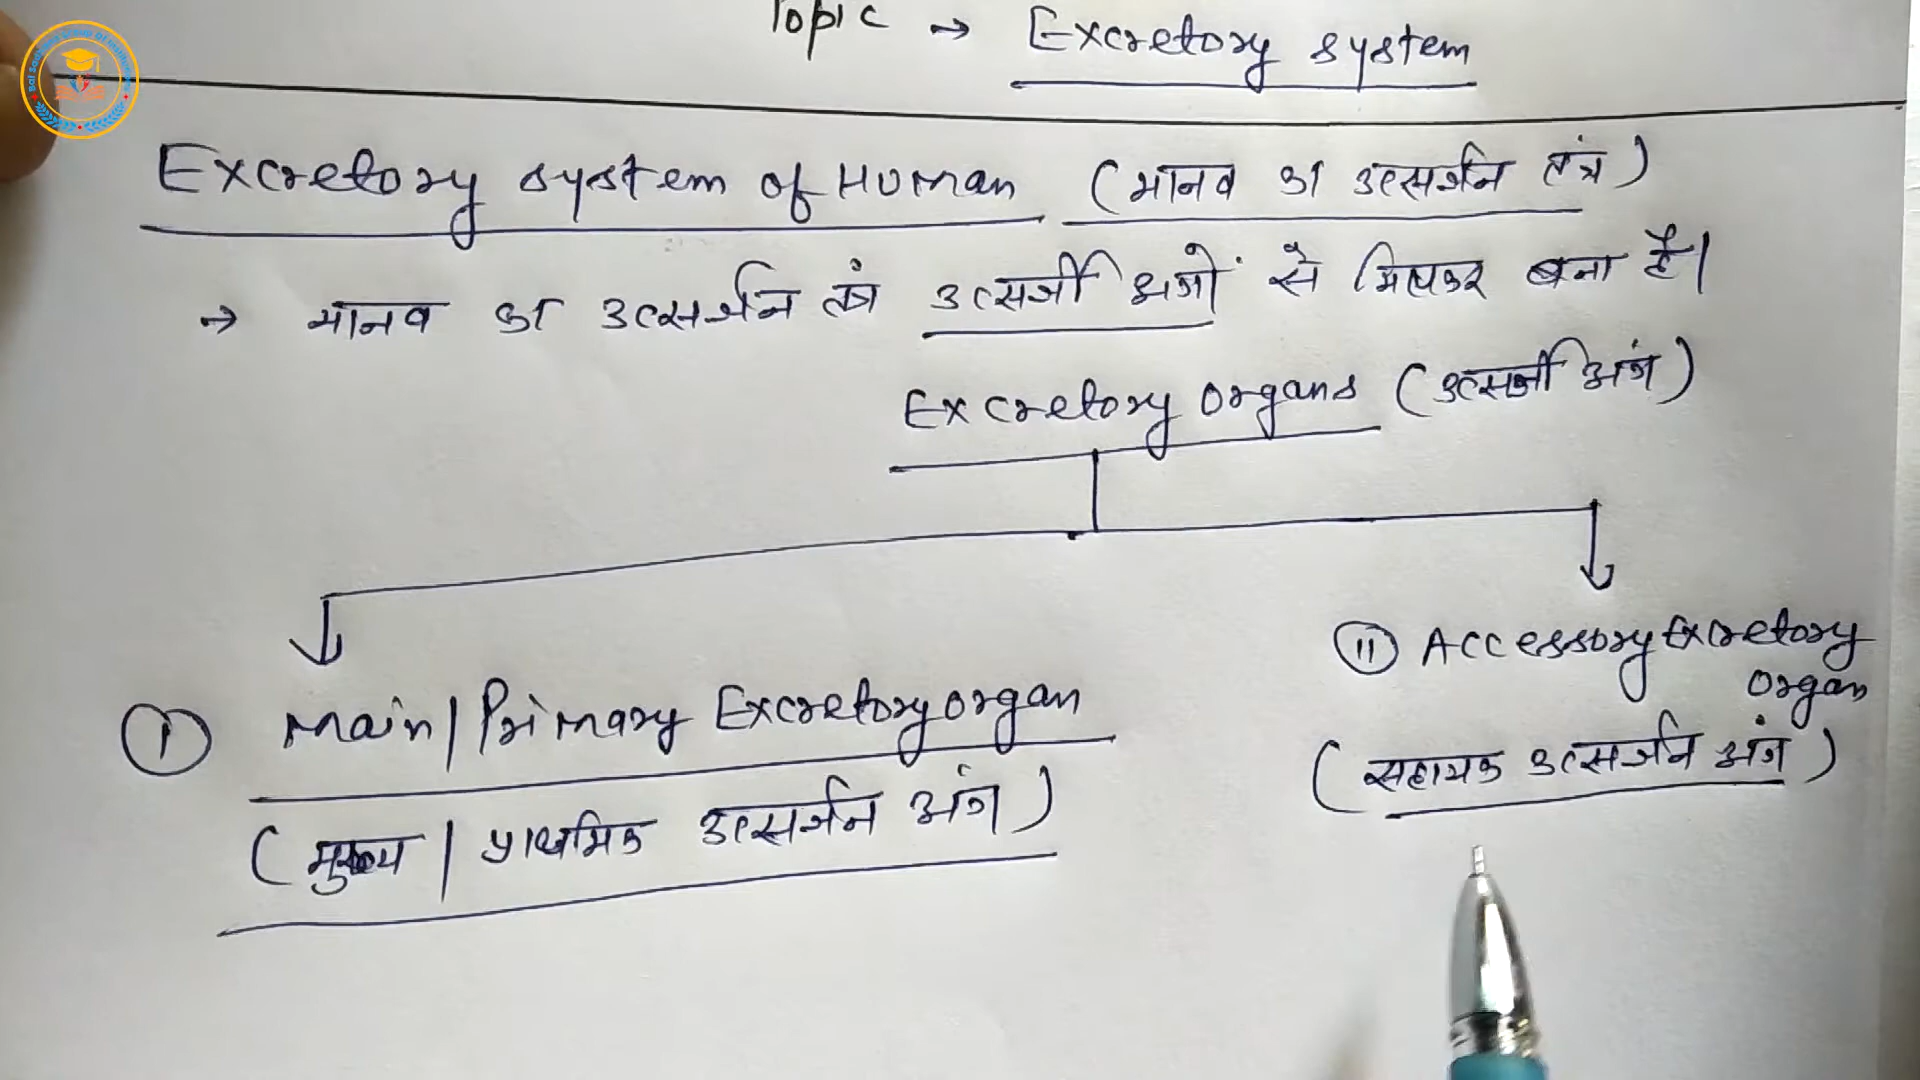 Topic → Excretory system
Excretory system of Human (मानव का उत्सर्जन तंत्र)
→ मानव का उत्सर्जन तंत्र उत्सर्जी अंगों से मिलकर बना है।
Excretory organs (उत्सर्जी अंग)
I Main / Primary Excretory organ
(मुख्य / प्राथमिक उत्सर्जन अंग)
II Accessory Excretory
organ
(सहायक उत्सर्जन अंग)